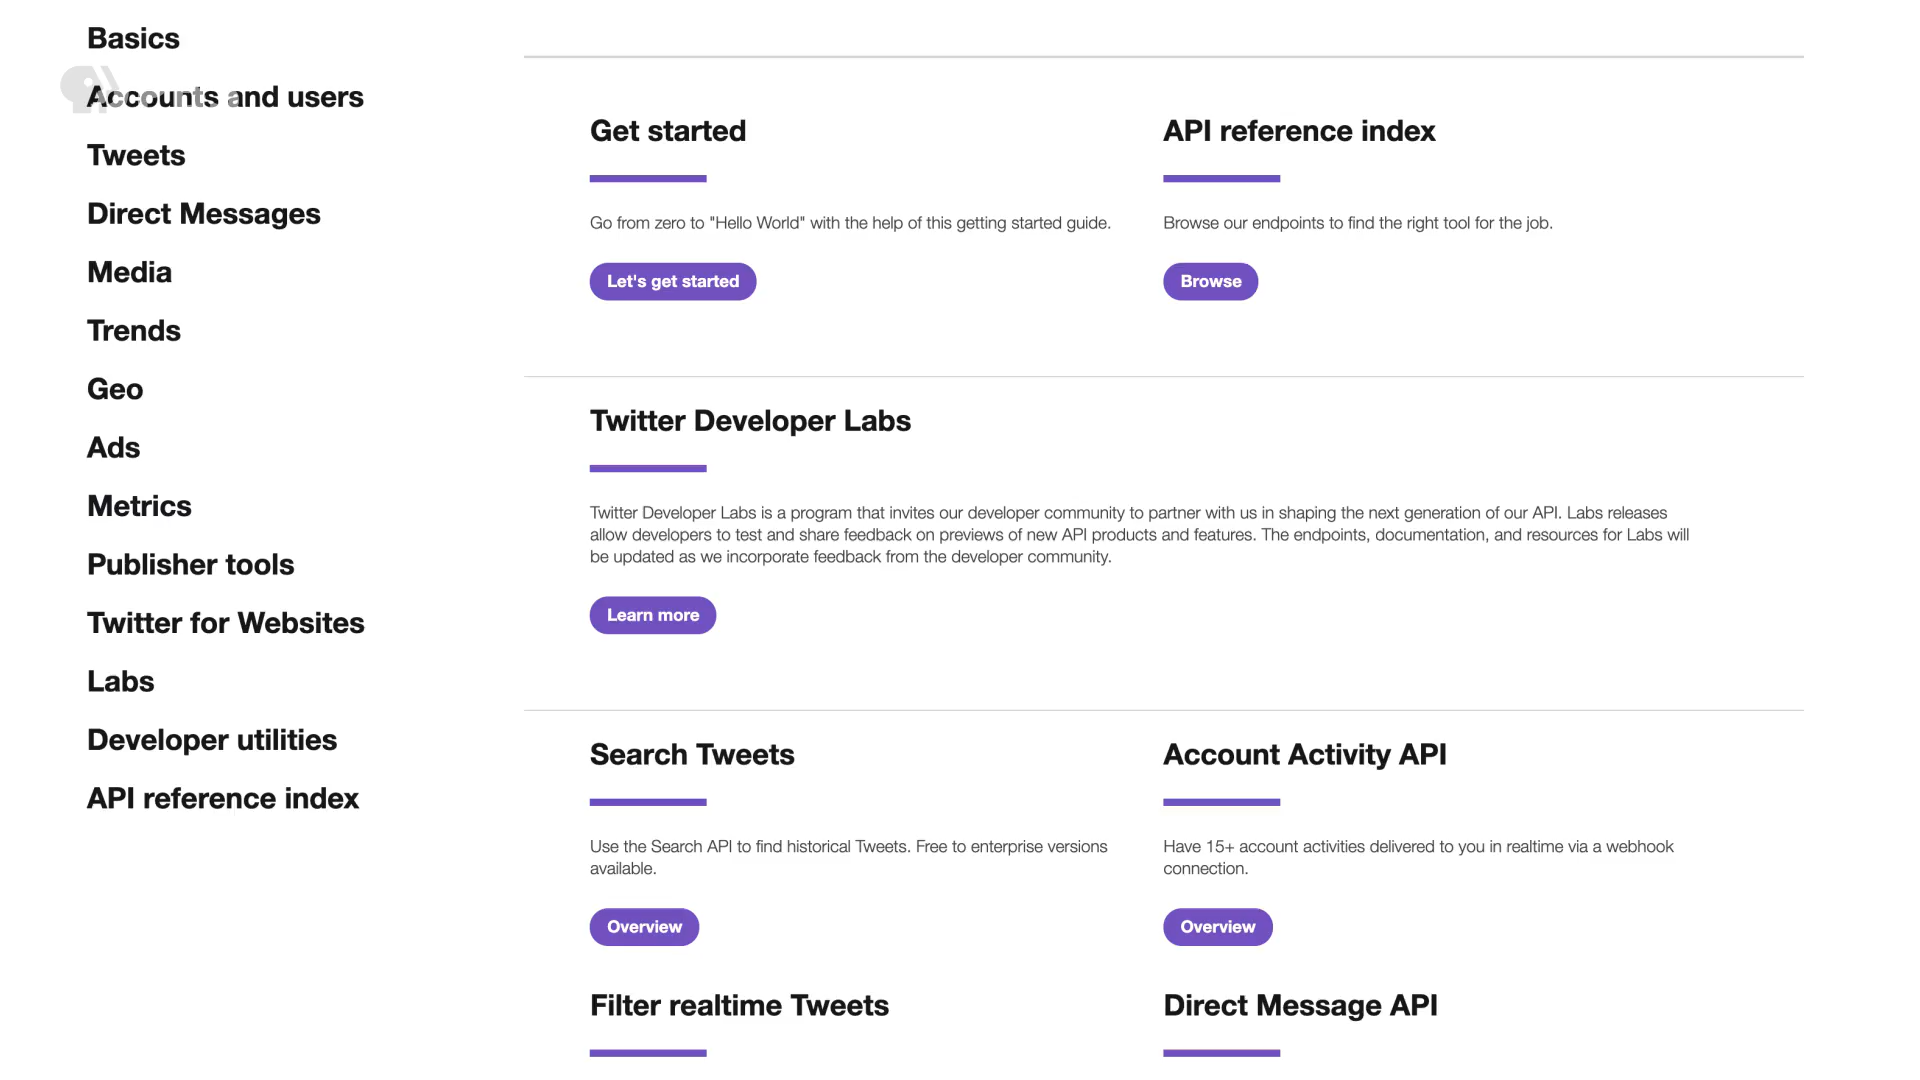 Basics
Accounts and users
Tweets
Direct Messages
Media
Trends
Geo
Ads
Metrics
Publisher tools
Twitter for Websites
Labs
Developer utilities
API reference index
Get started
Go from zero to "Hello World" with the help of this getting started guide.
Let's get started
API reference index
Browse our endpoints to find the right tool for the job.
Browse
Twitter Developer Labs
Twitter Developer Labs is a program that invites our developer community to partner with us in shaping the next generation of our API. Labs releases
allow developers to test and share feedback on previews of new API products and features. The endpoints, documentation, and resources for Labs will
be updated as we incorporate feedback from the developer community.
Learn more
Search Tweets
Use the Search API to find historical Tweets. Free to enterprise versions
available.
Overview
Account Activity API
Have 15+ account activities delivered to you in realtime via a webhook
connection.
Overview
Filter realtime Tweets
Direct Message API